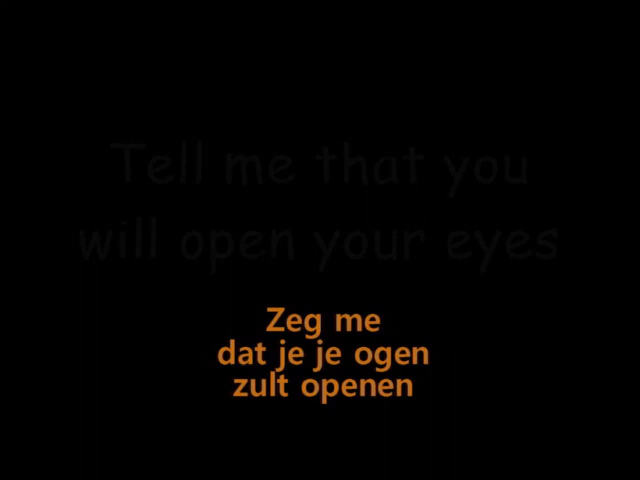 Tell me that you
will open your eyes
Zeg me
dat je je ogen
zult openen